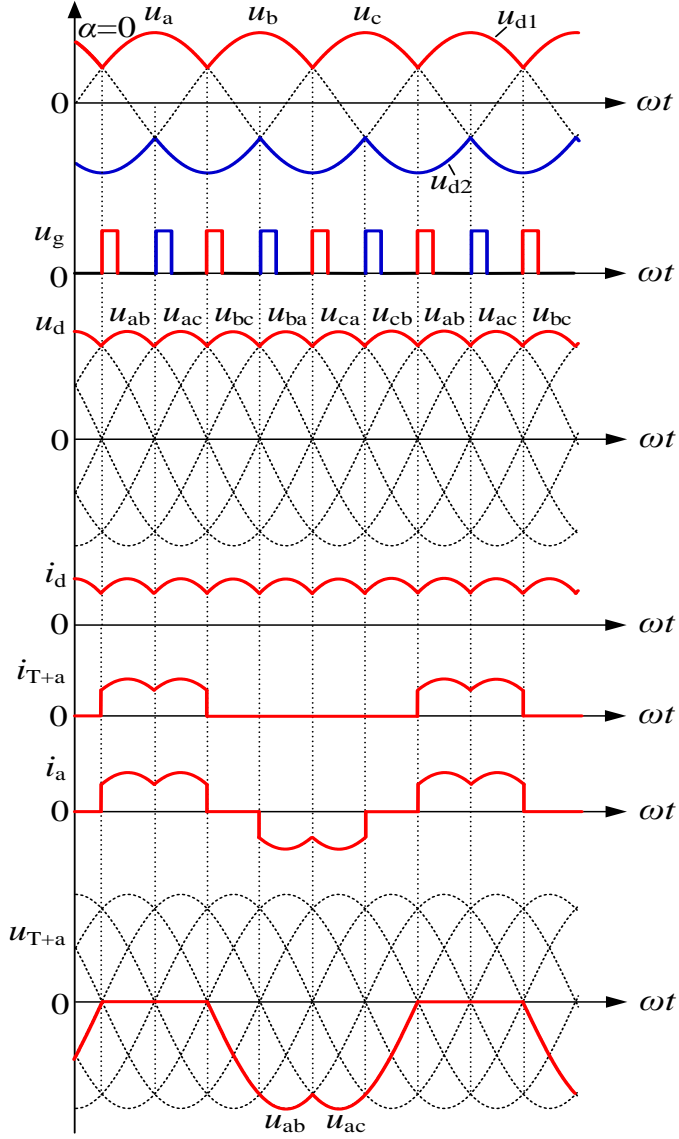 α=0 u_a u_b u_c u_d1
0 ωt
u_d2
u_g
0 ωt
u_d u_ab u_ac u_bc u_ba u_ca u_cb u_ab u_ac u_bc
0 ωt
i_d
0 ωt
i_T+a
0 ωt
i_a
0 ωt
u_T+a
0 ωt
u_ab u_ac